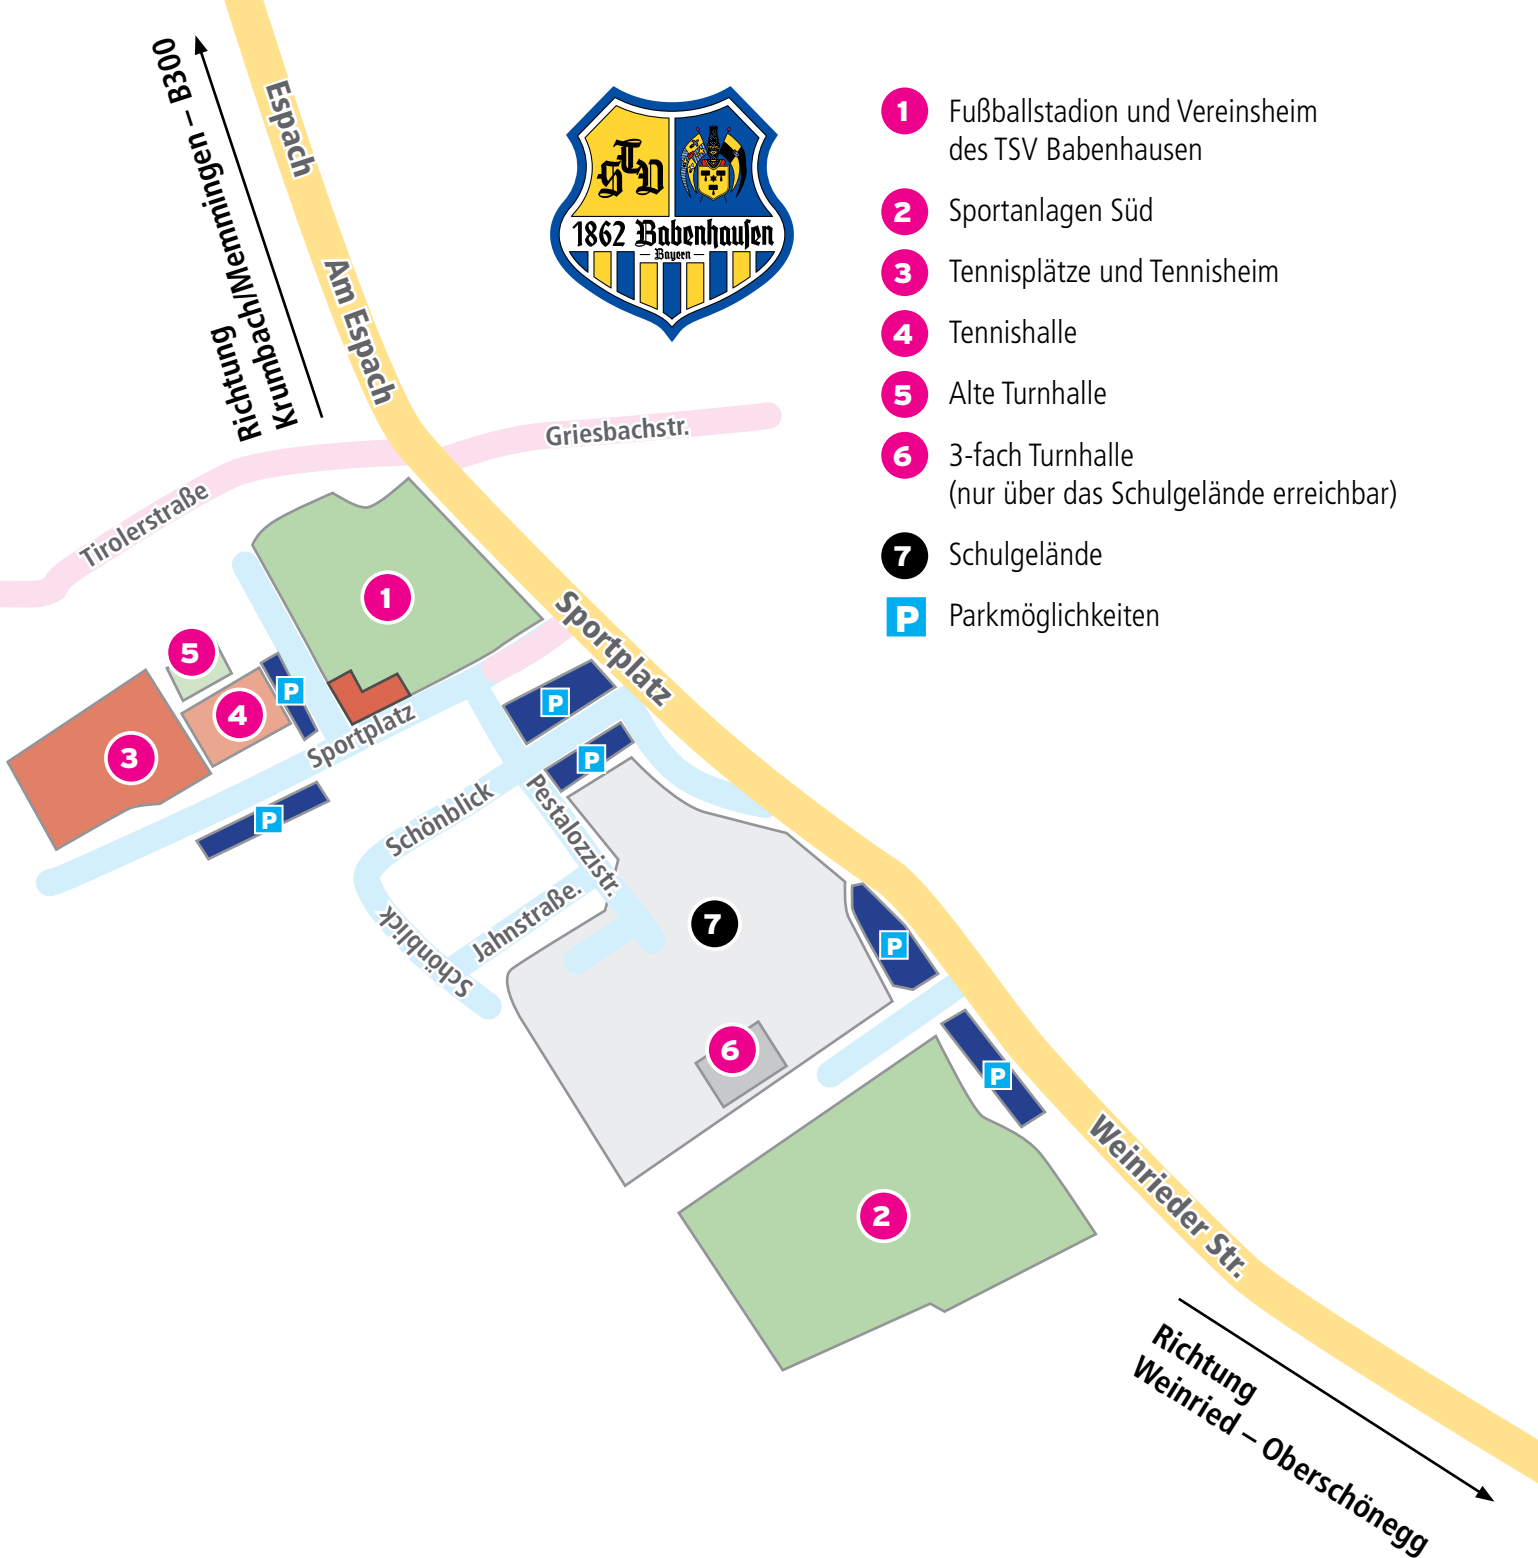 Espach
Richtung
Krumbach/Memmingen – B300
Am Espach
STV
1862 Babenhausen
– Bayern –
1 Fußballstadion und Vereinsheim
des TSV Babenhausen
2 Sportanlagen Süd
3 Tennisplätze und Tennisheim
4 Tennishalle
5 Alte Turnhalle
6 3-fach Turnhalle
(nur über das Schulgelände erreichbar)
7 Schulgelände
P Parkmöglichkeiten
Griesbachstr.
Tirolerstraße
1
Sportplatz
5
4
P
3
Sportplatz
P
P
P
Schönblick
Pestalozzistr.
Jahnstraße.
Schönblick
7
P
6
P
2
Weinrieder Str.
Richtung
Weinried – Oberschönegg